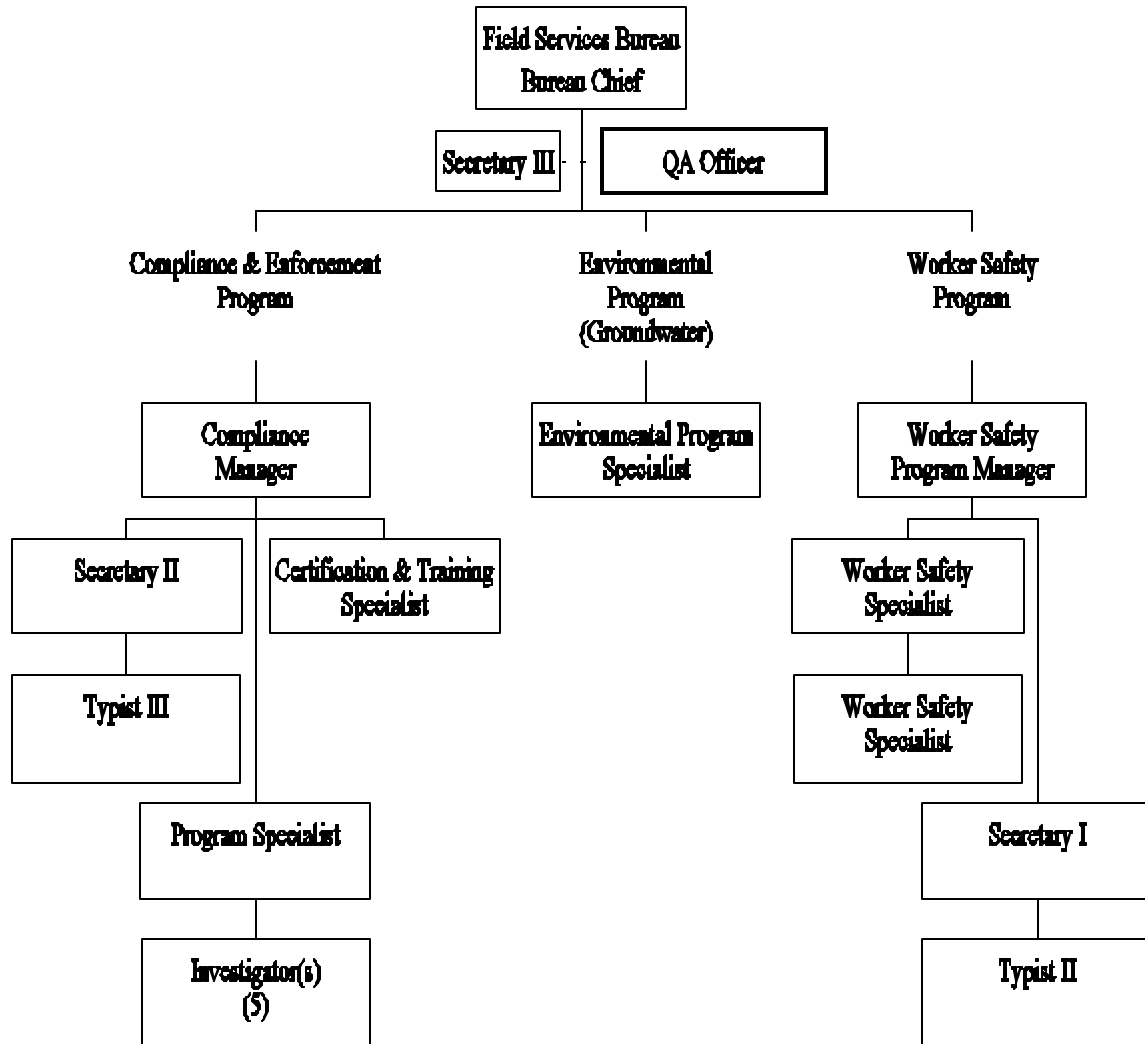 Field Services Bureau
Bureau Chief
Secretary III
QA Officer
Compliance & Enforcement
Program
Environmental
Program
(Groundwater)
Worker Safety
Program
Compliance
Manager
Environmental Program
Specialist
Worker Safety
Program Manager
Secretary II
Certification & Training
Specialist
Worker Safety
Specialist
Typist III
Worker Safety
Specialist
Program Specialist
Secretary I
Investigator(s)
(5)
Typist II